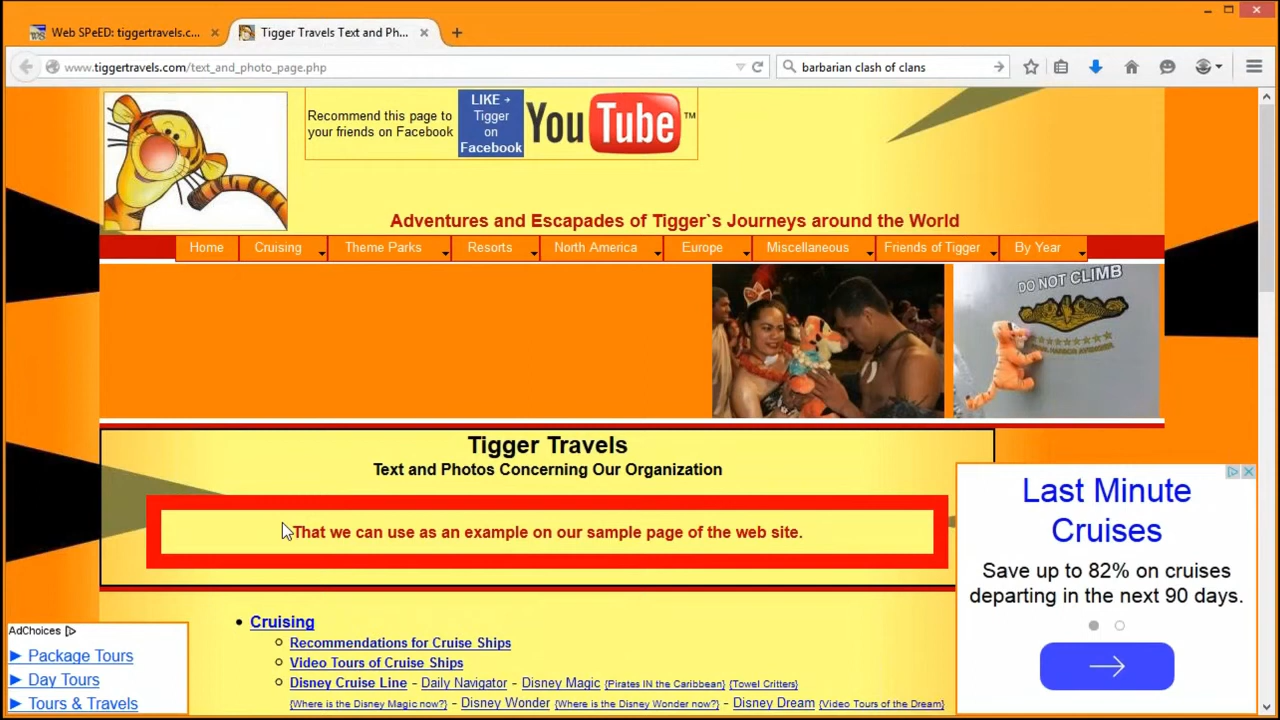 Web SPeED: tiggertravels.c...
Tigger Travels Text and Ph...
www.tiggertravels.com/text_and_photo_page.php
barbarian clash of clans
Recommend this page to
your friends on Facebook
LIKE
Tigger
on
Facebook
YouTube™
Adventures and Escapades of Tigger`s Journeys around the World
Home Cruising Theme Parks Resorts North America Europe Miscellaneous Friends of Tigger By Year
DO NOT CLIMB
Tigger Travels
Text and Photos Concerning Our Organization
That we can use as an example on our sample page of the web site.
Cruising
Recommendations for Cruise Ships
Video Tours of Cruise Ships
Disney Cruise Line - Daily Navigator - Disney Magic {Pirates IN the Caribbean} {Towel Critters}
{Where is the Disney Magic now?} - Disney Wonder {Where is the Disney Wonder now?} - Disney Dream {Video Tours of the Dream}
AdChoices
Package Tours
Day Tours
Tours & Travels
Last Minute
Cruises
Save up to 82% on cruises
departing in the next 90 days.